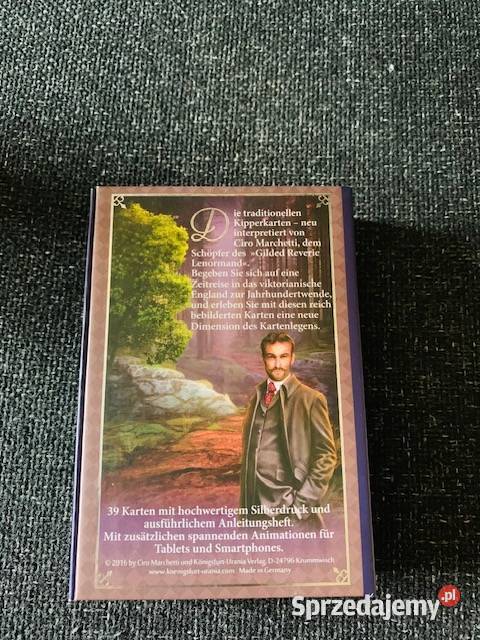 Die traditionellen
Kipperkarten – neu
interpretiert von
Ciro Marchetti, dem
Schöpfer des »Gilded Reverie
Lenormand«.
Begeben Sie sich auf eine
Zeitreise in das viktorianische
England zur Jahrhundertwende,
und erleben Sie mit diesen reich
bebilderten Karten eine neue
Dimension des Kartenlegens.
39 Karten mit hochwertigem Silberdruck und
ausführlichem Anleitungsheft.
Mit zusätzlichen spannenden Animationen für
Tablets und Smartphones.
© 2016 by Ciro Marchetti und Königsfurt-Urania Verlag, D-24796 Krummwisch
www.koenigsfurt-urania.com Made in Germany
Sprzedajemy.pl